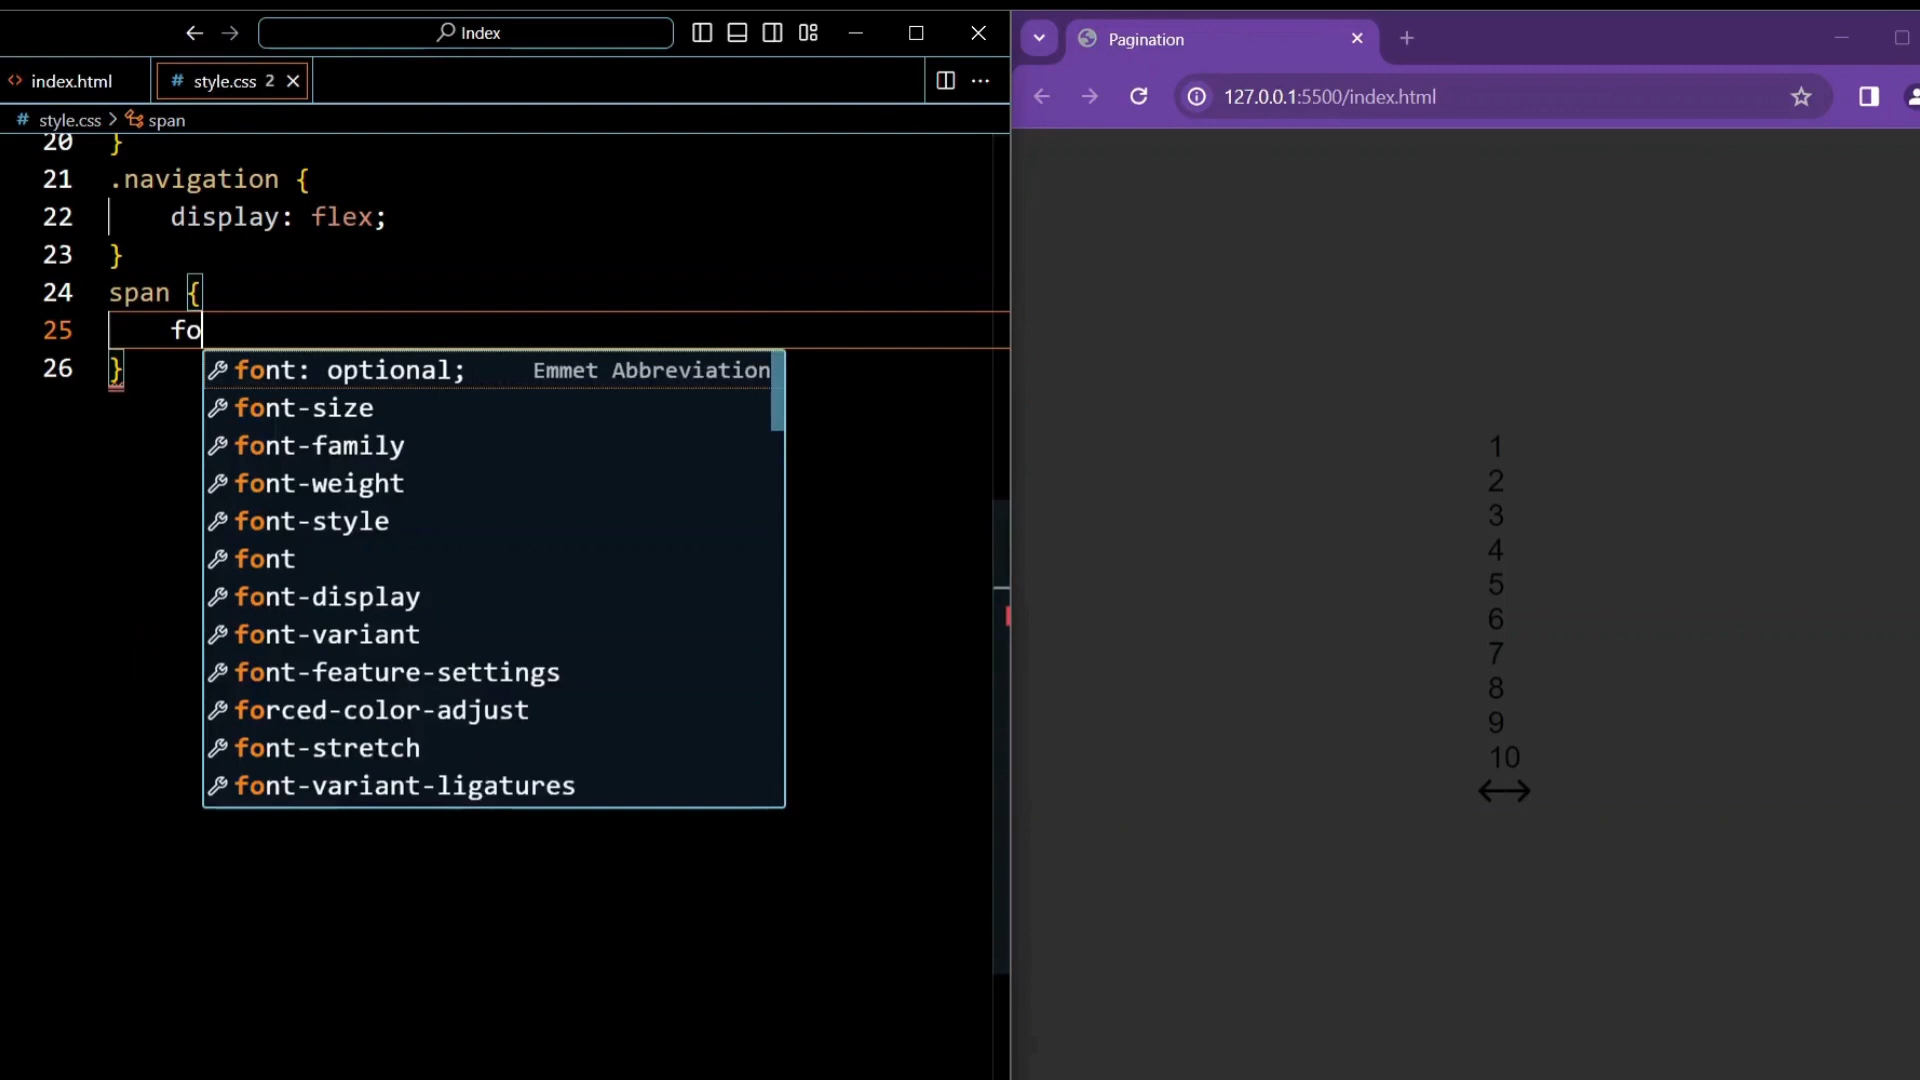 Index
index.html
# style.css 2
# style.css > span
20 }
21 .navigation {
22 display: flex;
23 }
24 span {
25 fo
26 }
font: optional; Emmet Abbreviation
font-size
font-family
font-weight
font-style
font
font-display
font-variant
font-feature-settings
forced-color-adjust
font-stretch
font-variant-ligatures
Pagination
127.0.0.1:5500/index.html
1
2
3
4
5
6
7
8
9
10